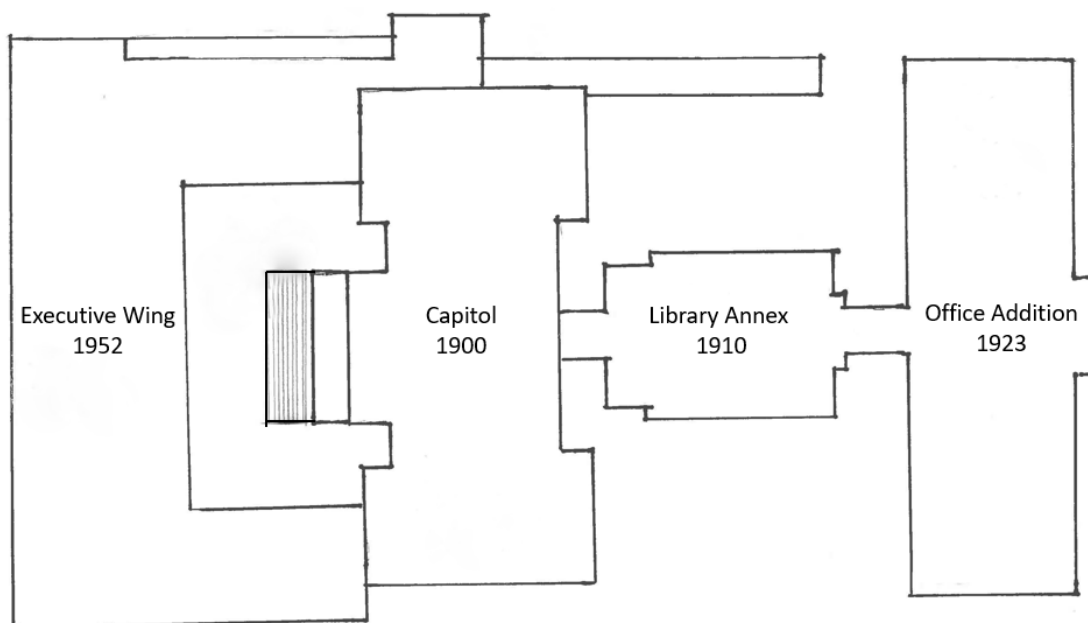 Executive Wing
1952
Capitol
1900
Library Annex
1910
Office Addition
1923